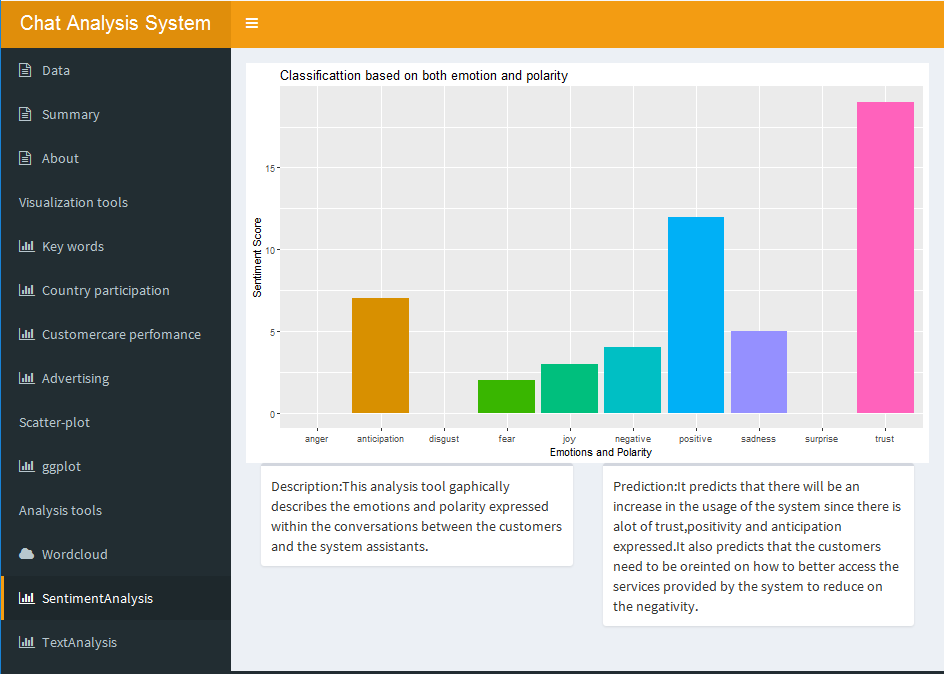 Chat Analysis System
Data
Summary
About
Visualization tools
Key words
Country participation
Customercare perfomance
Advertising
Scatter-plot
ggplot
Analysis tools
Wordcloud
SentimentAnalysis
TextAnalysis
Classificattion based on both emotion and polarity
Sentiment Score
15
10
5
0
anger anticipation disgust fear joy negative positive sadness surprise trust
Emotions and Polarity
Description:This analysis tool gaphically
describes the emotions and polarity expressed
within the conversations between the customers
and the system assistants.
Prediction:It predicts that there will be an
increase in the usage of the system since there is
alot of trust,positivity and anticipation
expressed.It also predicts that the customers
need to be oreinted on how to better access the
services provided by the system to reduce on
the negativity.